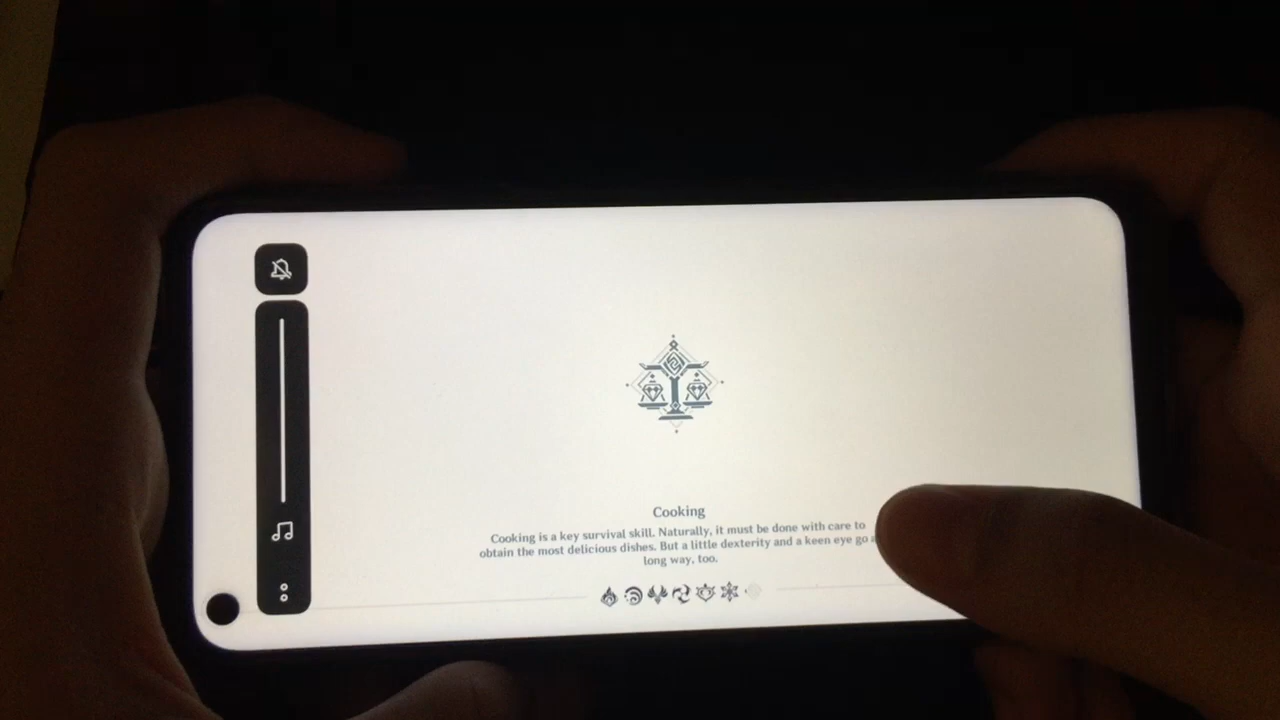 Cooking
Cooking is a key survival skill. Naturally, it must be done with care to
obtain the most delicious dishes. But a little dexterity and a keen eye go a
long way, too.